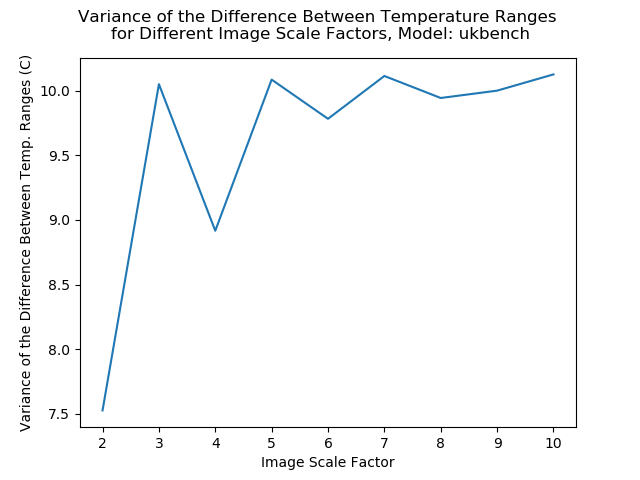 Variance of the Difference Between Temperature Ranges
for Different Image Scale Factors, Model: ukbench
Variance of the Difference Between Temp. Ranges (C)
10.0
9.5
9.0
8.5
8.0
7.5
2 3 4 5 6 7 8 9 10
Image Scale Factor